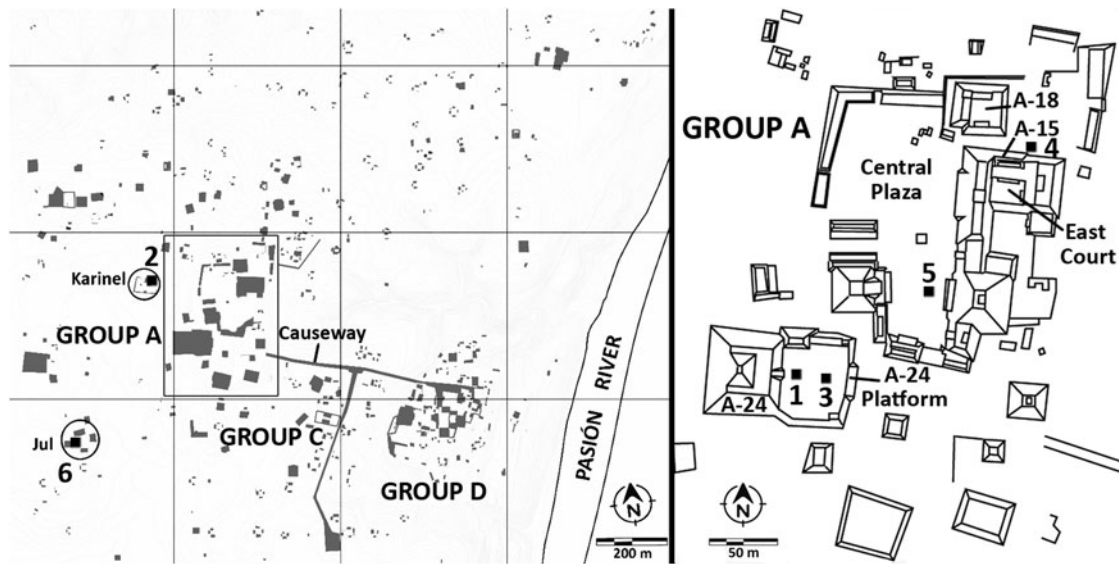 2
Karinel
GROUP A
Causeway
Jul
6
GROUP C
GROUP D
PASIÓN RIVER
N
200 m
GROUP A
A-18
A-15
4
Central
Plaza
East
Court
5
1
3
A-24
A-24
Platform
N
50 m